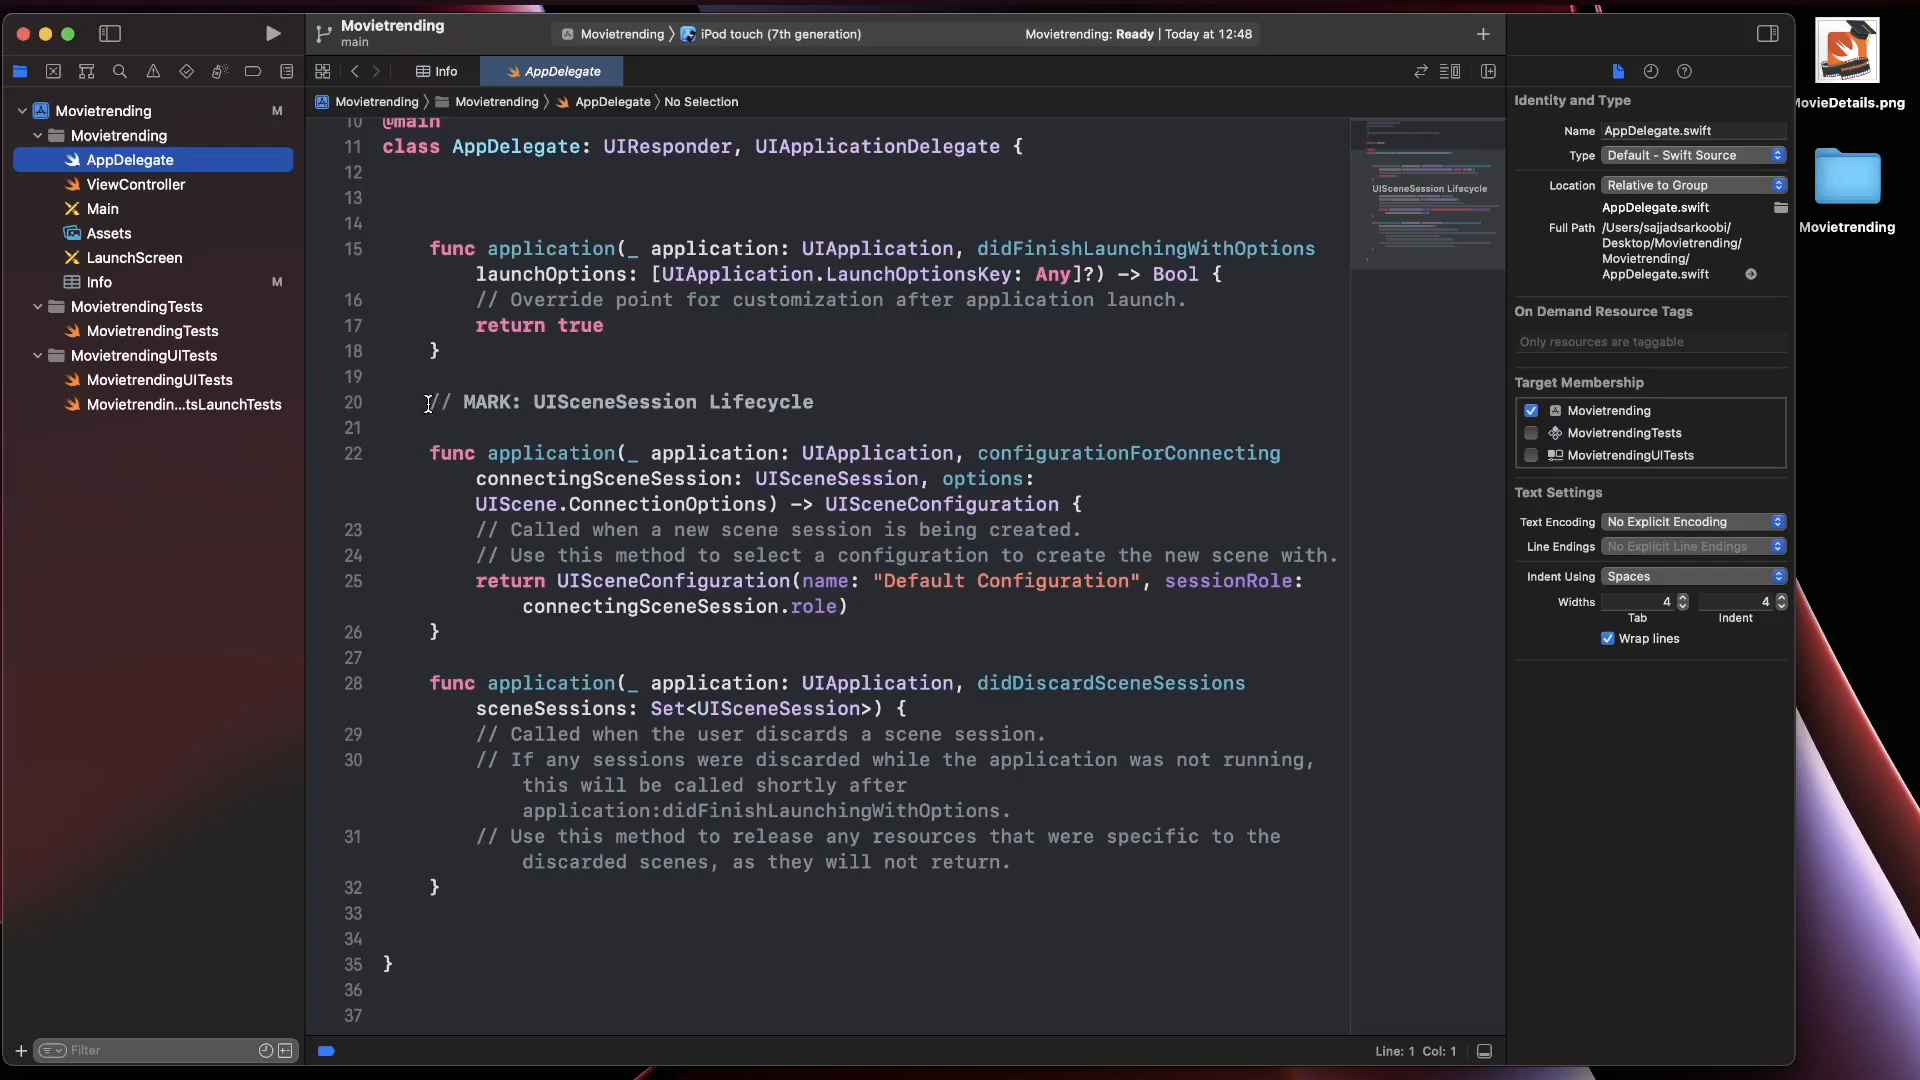 Movietrending
main
Movietrending 〉 iPod touch (7th generation)
Movietrending: Ready | Today at 12:48
Info
AppDelegate
Movietrending 〉 Movietrending 〉 AppDelegate 〉 No Selection
Movietrending M
Movietrending
AppDelegate
ViewController
Main
Assets
LaunchScreen
Info M
MovietrendingTests
MovietrendingTests
MovietrendingUITests
MovietrendingUITests
Movietrendin...tsLaunchTests
Filter
10 @main
11 class AppDelegate: UIResponder, UIApplicationDelegate {
12
13
14
15 func application(_ application: UIApplication, didFinishLaunchingWithOptions
launchOptions: [UIApplication.LaunchOptionsKey: Any]?) -> Bool {
16 // Override point for customization after application launch.
17 return true
18 }
19
20 // MARK: UISceneSession Lifecycle
21
22 func application(_ application: UIApplication, configurationForConnecting
connectingSceneSession: UISceneSession, options:
UIScene.ConnectionOptions) -> UISceneConfiguration {
23 // Called when a new scene session is being created.
24 // Use this method to select a configuration to create the new scene with.
25 return UISceneConfiguration(name: "Default Configuration", sessionRole:
connectingSceneSession.role)
26 }
27
28 func application(_ application: UIApplication, didDiscardSceneSessions
sceneSessions: Set<UISceneSession>) {
29 // Called when the user discards a scene session.
30 // If any sessions were discarded while the application was not running,
this will be called shortly after
application:didFinishLaunchingWithOptions.
31 // Use this method to release any resources that were specific to the
discarded scenes, as they will not return.
32 }
33
34
35 }
36
37
UISceneSession Lifecycle
Line: 1 Col: 1
Identity and Type
Name AppDelegate.swift
Type Default - Swift Source
Location Relative to Group
AppDelegate.swift
Full Path /Users/sajjadsarkoobi/
Desktop/Movietrending/
Movietrending/
AppDelegate.swift
On Demand Resource Tags
Only resources are taggable
Target Membership
Movietrending
MovietrendingTests
MovietrendingUITests
Text Settings
Text Encoding No Explicit Encoding
Line Endings No Explicit Line Endings
Indent Using Spaces
Widths 4 4
Tab Indent
Wrap lines
MovieDetails.png
Movietrending